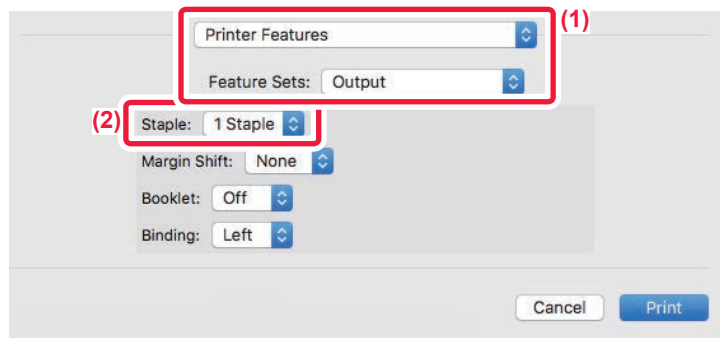 Printer Features
(1)
Feature Sets: Output
(2) Staple: 1 Staple
Margin Shift: None
Booklet: Off
Binding: Left
Cancel Print